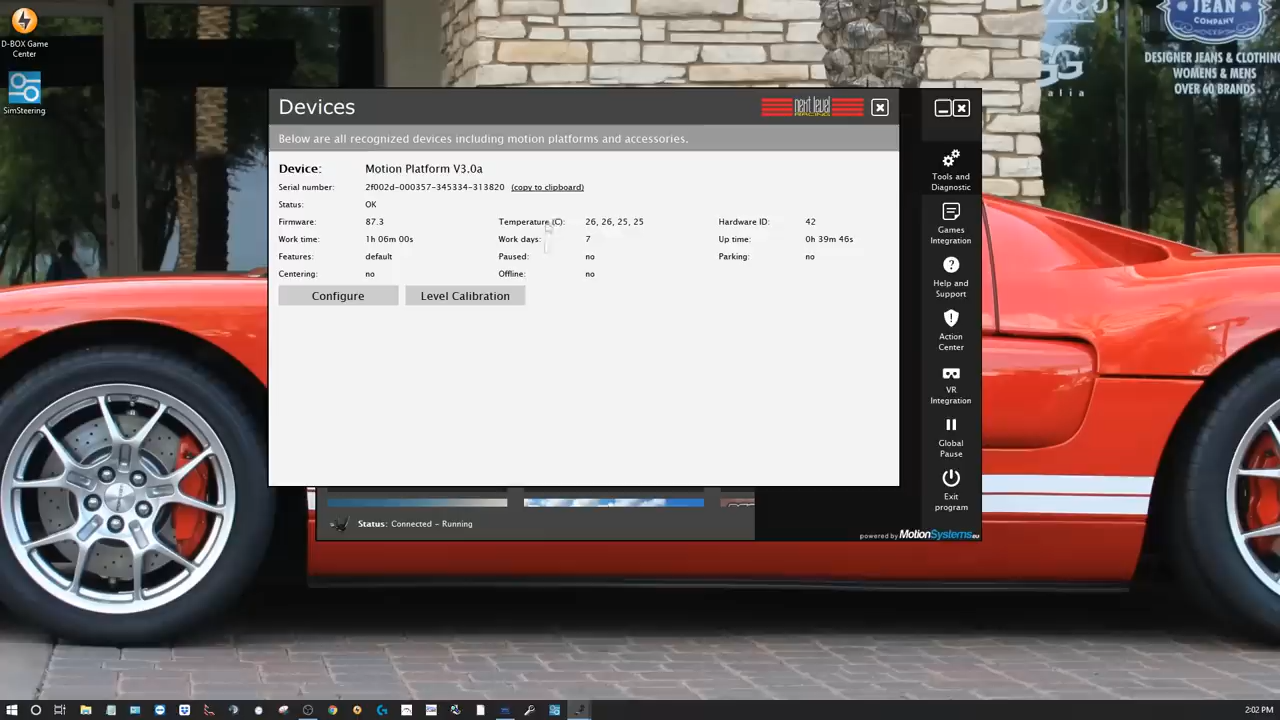 D-BOX Game
Center
SimSteering
JEAN
COMPANY
DESIGNER JEANS & CLOTHING
WOMENS & MENS
OVER 60 BRANDS
Devices
next level
RACING
Below are all recognized devices including motion platforms and accessories.
Device: Motion Platform V3.0a
Serial number: 2f002d-000357-345334-313820 (copy to clipboard)
Status: OK
Firmware: 87.3 Temperature (C): 26, 26, 25, 25 Hardware ID: 42
Work time: 1h 06m 00s Work days: 7 Up time: 0h 39m 46s
Features: default Paused: no Parking: no
Centering: no Offline: no
Configure Level Calibration
Tools and
Diagnostic
Games
Integration
Help and
Support
Action
Center
VR
Integration
Global
Pause
Exit
program
Status: Connected - Running
powered by MotionSystems.eu
2:02 PM